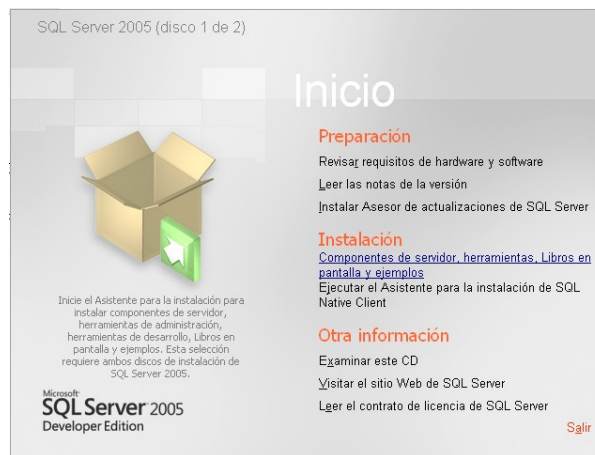 SQL Server 2005 (disco 1 de 2)
Inicio
Preparación
Revisar requisitos de hardware y software
Leer las notas de la versión
Instalar Asesor de actualizaciones de SQL Server
Instalación
Componentes de servidor, herramientas, Libros en
pantalla y ejemplos
Ejecutar el Asistente para la instalación de SQL
Native Client
Otra información
Examinar este CD
Visitar el sitio Web de SQL Server
Leer el contrato de licencia de SQL Server
Salir
Inicie el Asistente para la instalación para
instalar componentes de servidor,
herramientas de administración,
herramientas de desarrollo, Libros en
pantalla y ejemplos. Esta selección
requiere ambos discos de instalación de
SQL Server 2005.
Microsoft
SQL Server 2005
Developer Edition